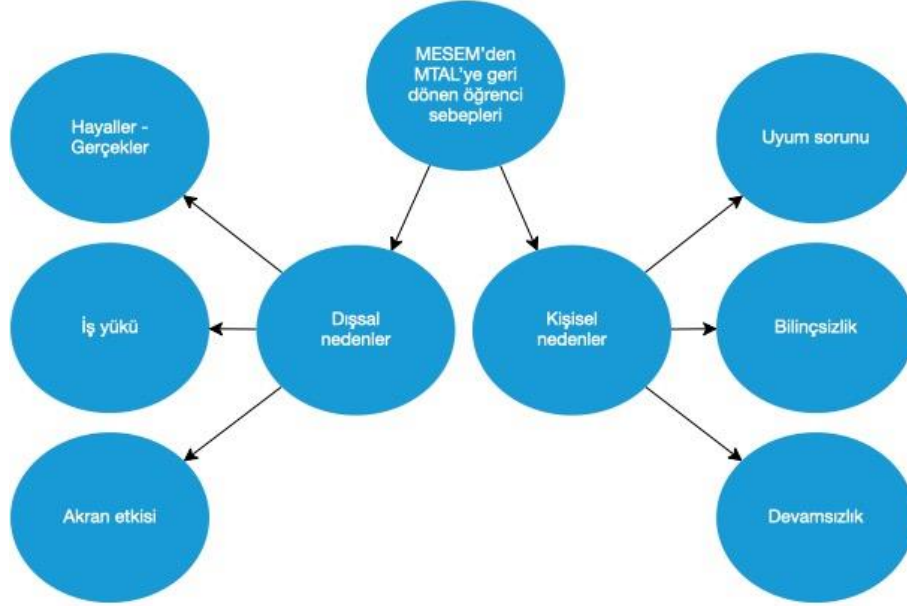 MESEM'den
MTAL'ye geri
dönen öğrenci
sebepleri
Hayaller -
Gerçekler
Uyum sorunu
İş yükü
Dışsal
nedenler
Kişisel
nedenler
Bilinçsizlik
Akran etkisi
Devamsızlık